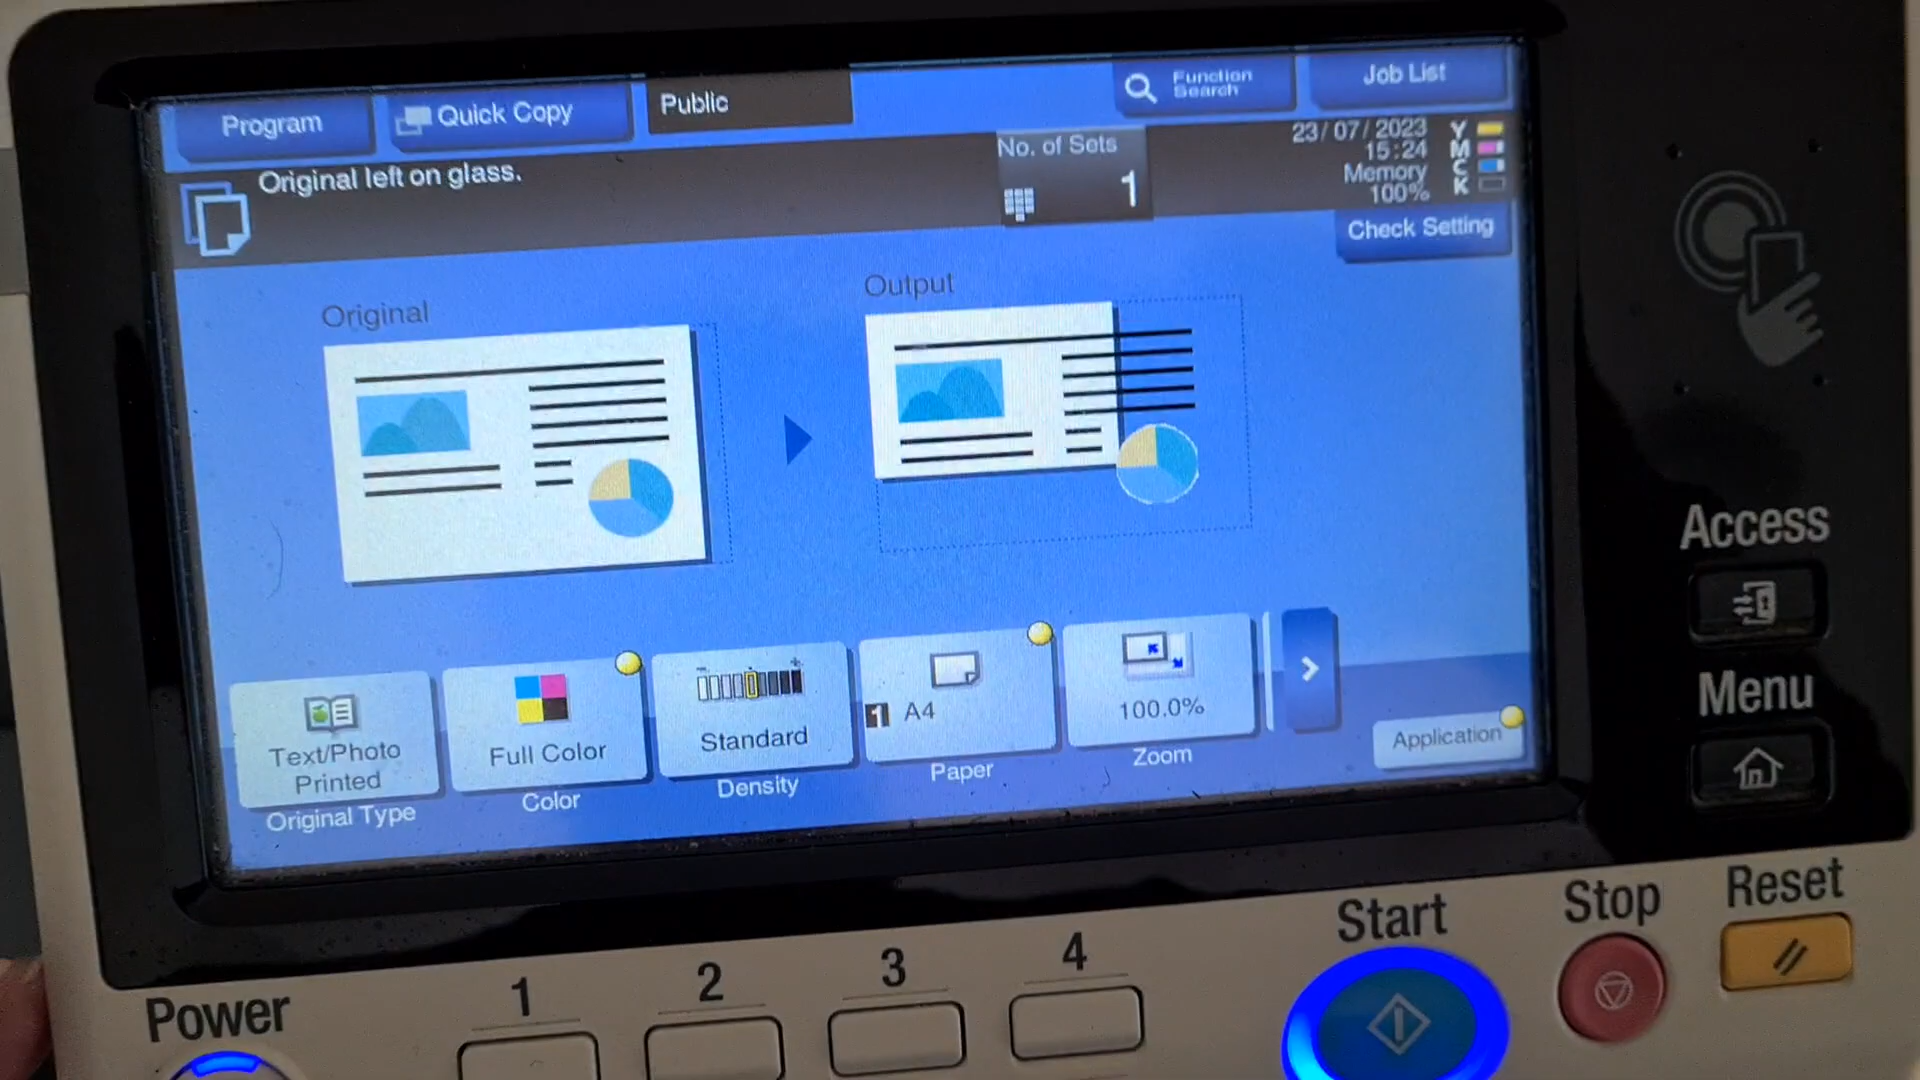 Program
Quick Copy
Public
Function
Search
Job List
Original left on glass.
No. of Sets
1
23/07/2023
15:24
Memory
100%
Y
M
C
K
Check Setting
Original
Output
Text/Photo
Printed
Original Type
Full Color
Color
Standard
Density
1 A4
Paper
100.0%
Zoom
Application
Access
Menu
Power
1
2
3
4
Start
Stop
Reset